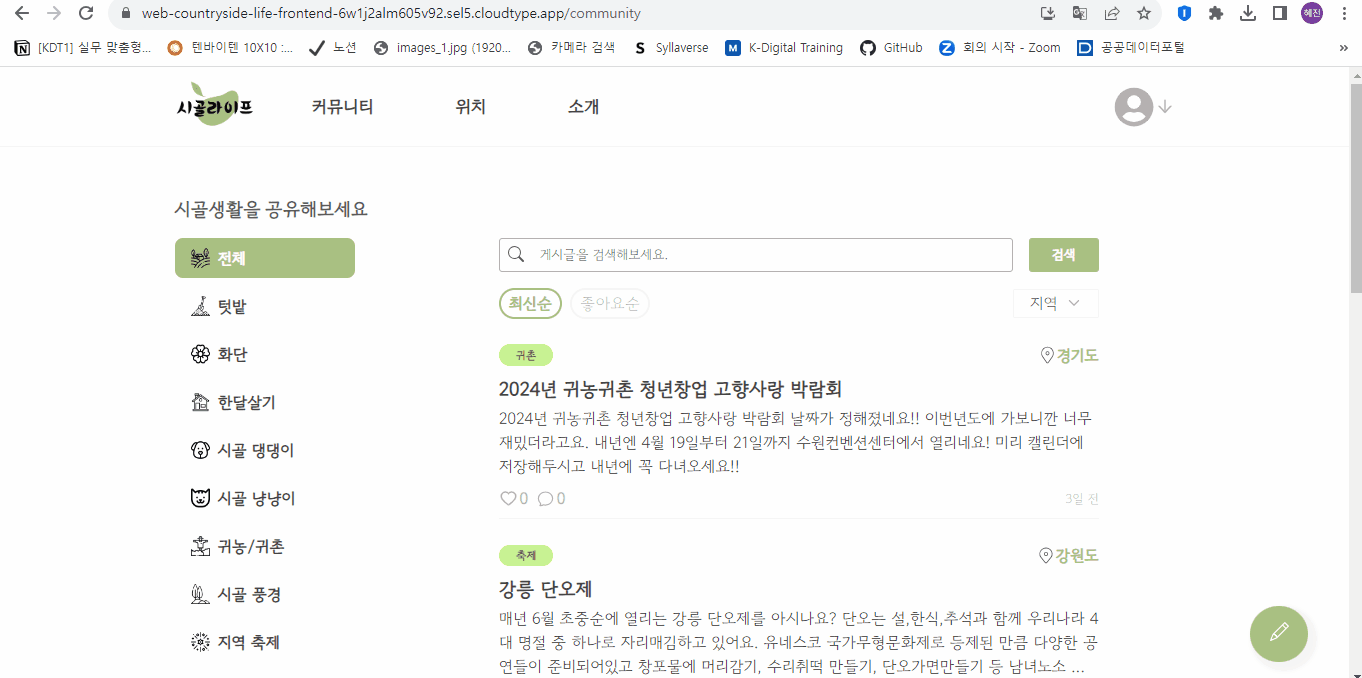 web-countryside-life-frontend-6w1j2alm605v92.sel5.cloudtype.app/community
혜진
[KDT1] 실무 맞춤형...
텐바이텐 10X10 :...
노션
images_1.jpg (1920...
카메라 검색
S Syllaverse
M K-Digital Training
GitHub
Z 회의 시작 - Zoom
D 공공데이터포털
»
시골라이프
커뮤니티
위치
소개
시골생활을 공유해보세요
전체
텃밭
화단
한달살기
시골 댕댕이
시골 냥냥이
귀농/귀촌
시골 풍경
지역 축제
게시글을 검색해보세요.
검색
최신순
좋아요순
지역
귀촌
경기도
2024년 귀농귀촌 청년창업 고향사랑 박람회
2024년 귀농귀촌 청년창업 고향사랑 박람회 날짜가 정해졌네요!! 이번년도에 가보니깐 너무
재밌더라고요. 내년엔 4월 19일부터 21일까지 수원컨벤션센터에서 열리네요! 미리 캘린더에
저장해두시고 내년에 꼭 다녀오세요!!
0
0
3일 전
축제
강원도
강릉 단오제
매년 6월 초중순에 열리는 강릉 단오제를 아시나요? 단오는 설,한식,추석과 함께 우리나라 4
대 명절 중 하나로 자리매김하고 있어요. 유네스코 국가무형문화제로 등제된 만큼 다양한 공
연들이 준비되어있고 창포물에 머리감기, 수리취떡 만들기, 단오가면만들기 등 남녀노소 ...